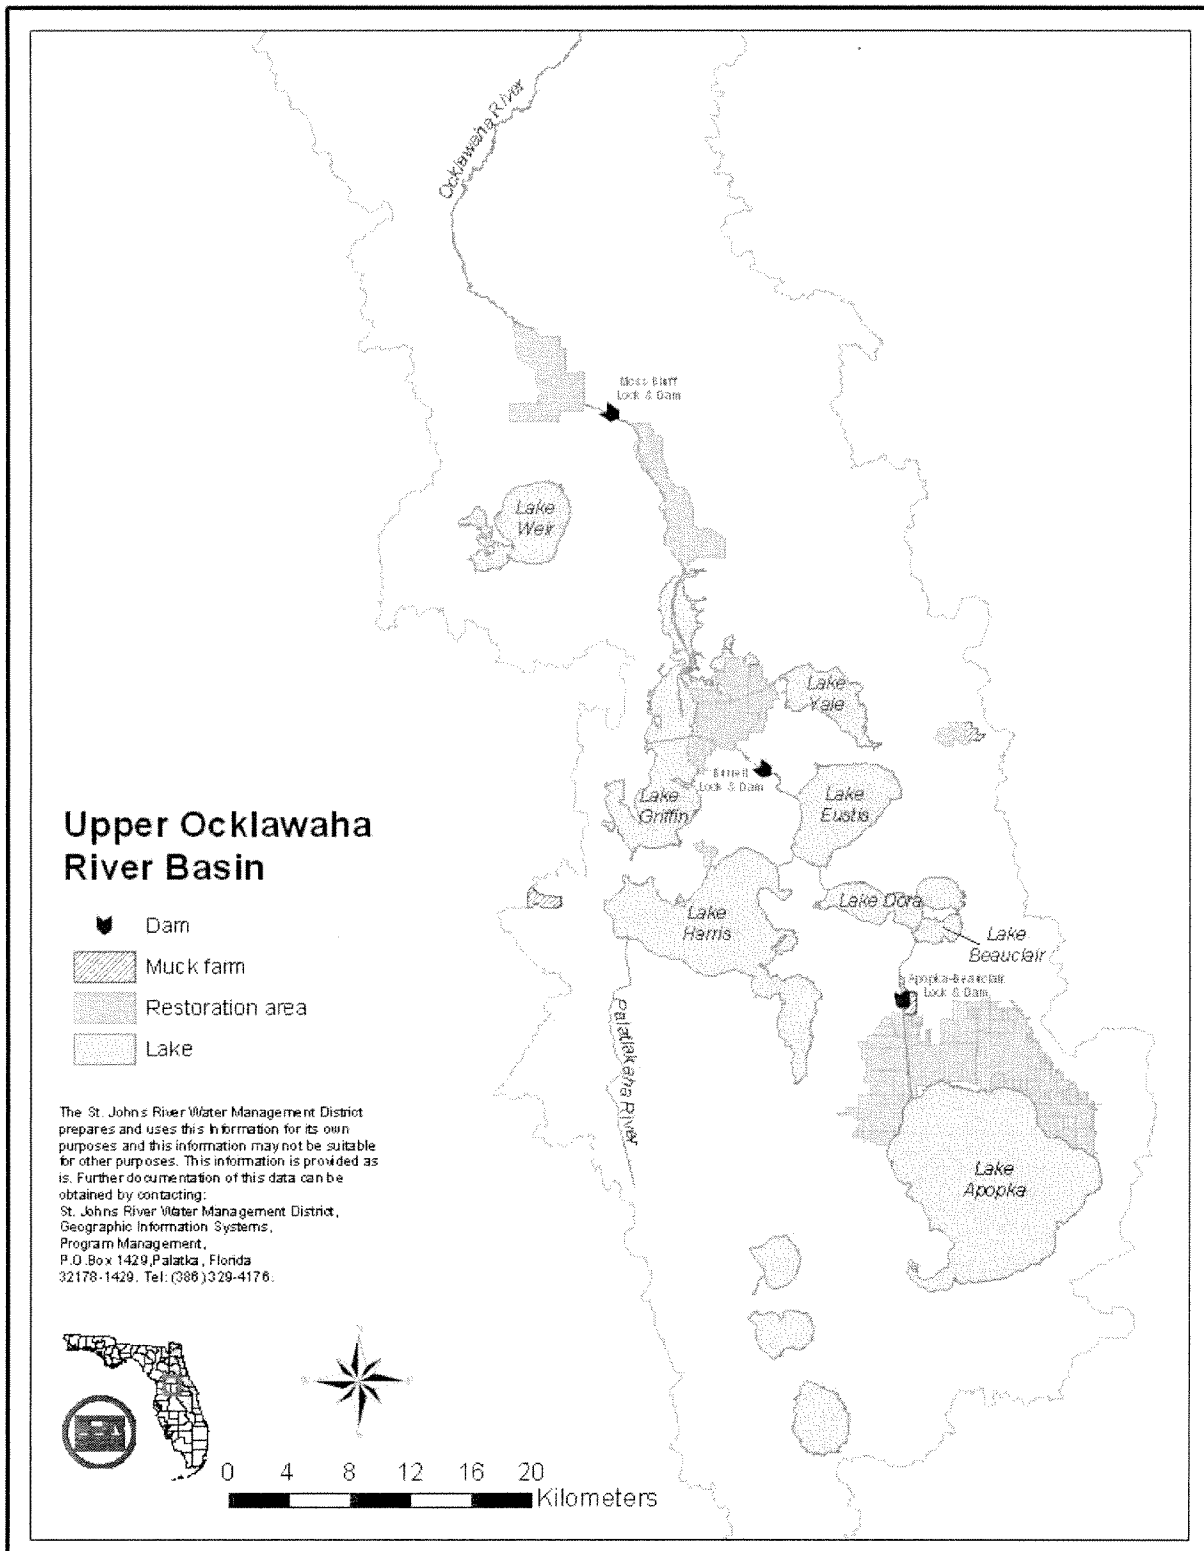 Ocklawaha River
Moss Bluff
Lock & Dam
Lake
Weir
Lake
Yale
Burrell
Lock & Dam
Lake
Griffin
Lake
Eustis
Lake Dora
Lake
Harris
Lake
Beauclair
Apopka-Beauclair
Lock & Dam
Palatlakaha River
Lake
Apopka
Upper Ocklawaha
River Basin
Dam
Muck farm
Restoration area
Lake
The St. Johns River Water Management District
prepares and uses this information for its own
purposes and this information may not be suitable
for other purposes. This information is provided as
is. Further documentation of this data can be
obtained by contacting:
St. Johns River Water Management District,
Geographic Information Systems,
Program Management,
P.O.Box 1429,Palatka, Florida
32178-1429. Tel: (386)329-4176.
0 4 8 12 16 20
Kilometers